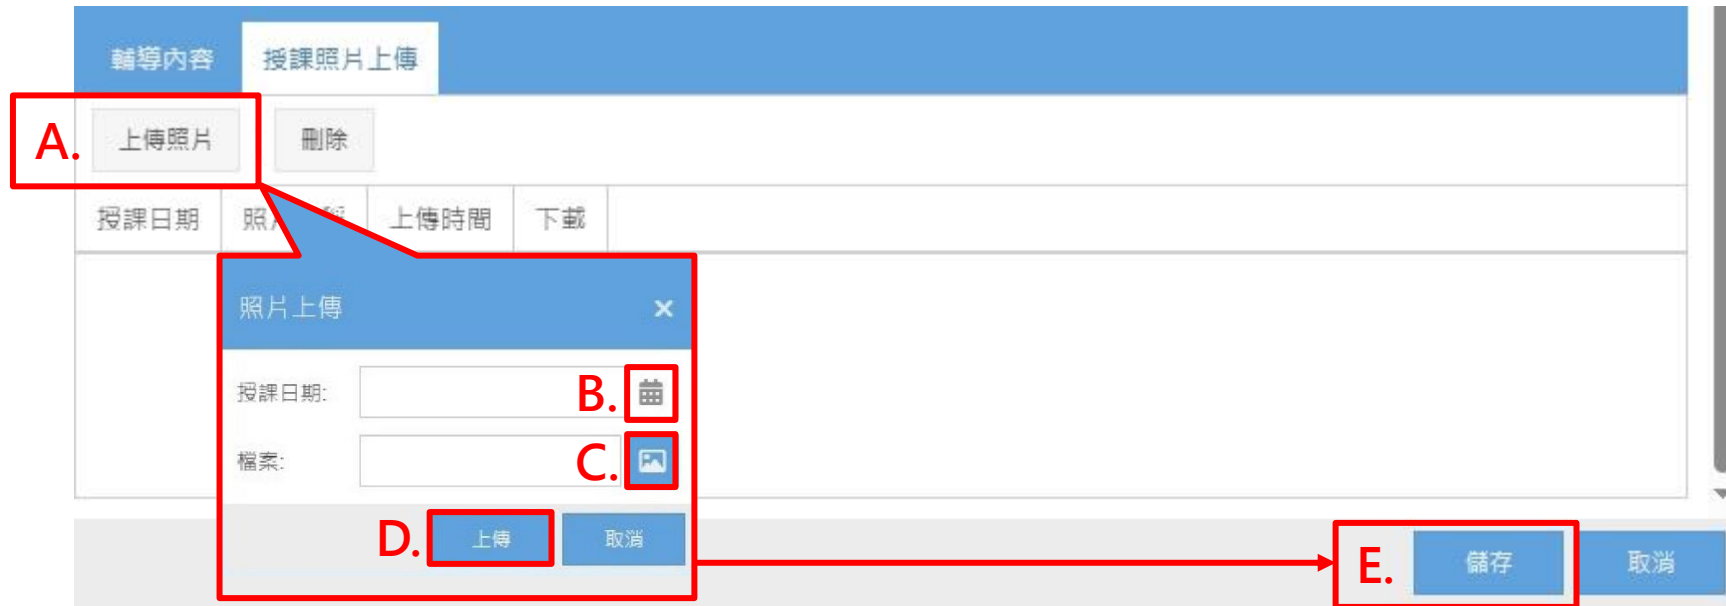 輔導內容 授課照片上傳
A. 上傳照片 刪除
授課日期 照 上傳時間 下載
照片上傳
授課日期: B.
檔案: C.
D. 上傳 取消
E. 儲存 取消